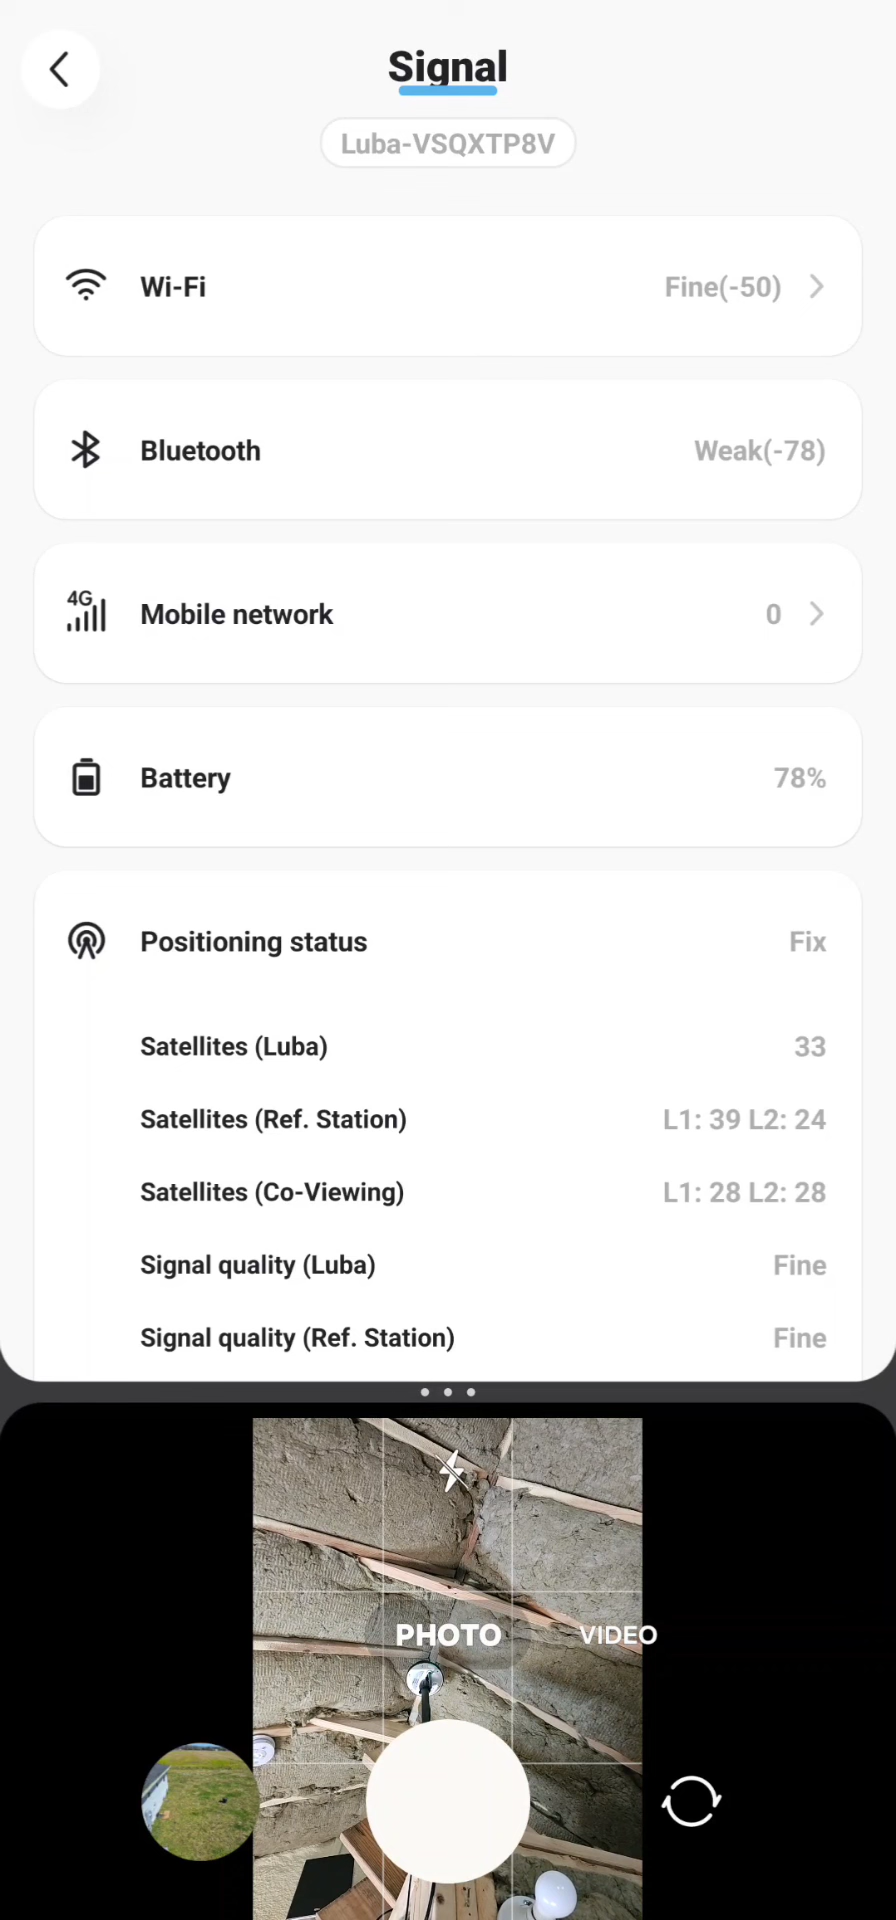 Signal
Luba-VSQXTP8V
Wi-Fi Fine(-50)
Bluetooth Weak(-78)
4G Mobile network 0
Battery 78%
Positioning status Fix
Satellites (Luba) 33
Satellites (Ref. Station) L1: 39 L2: 24
Satellites (Co-Viewing) L1: 28 L2: 28
Signal quality (Luba) Fine
Signal quality (Ref. Station) Fine
PHOTO VIDEO